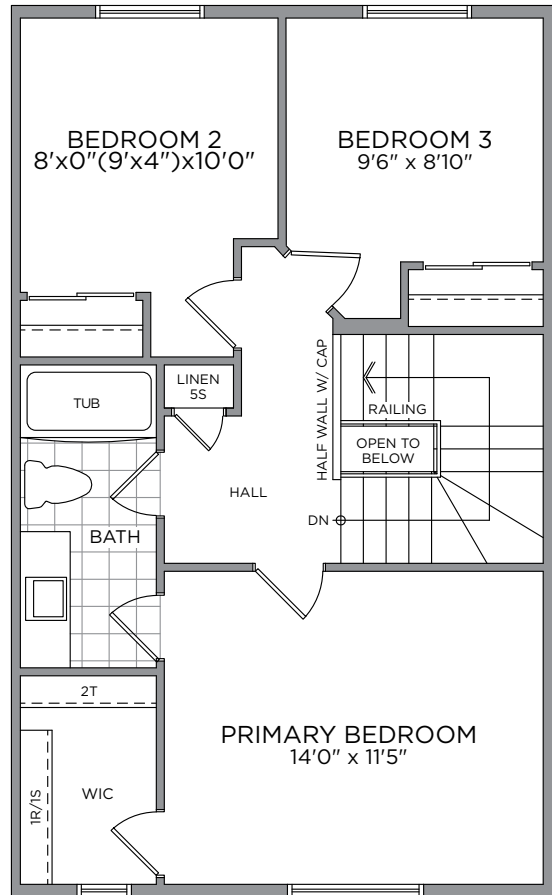 BEDROOM 2
8'x0"(9'x4")x10'0"
BEDROOM 3
9'6" x 8'10"
LINEN
5S
TUB
HALF WALL W/ CAP
RAILING
OPEN TO
BELOW
HALL
DN
BATH
2T
1R/1S
WIC
PRIMARY BEDROOM
14'0" x 11'5"